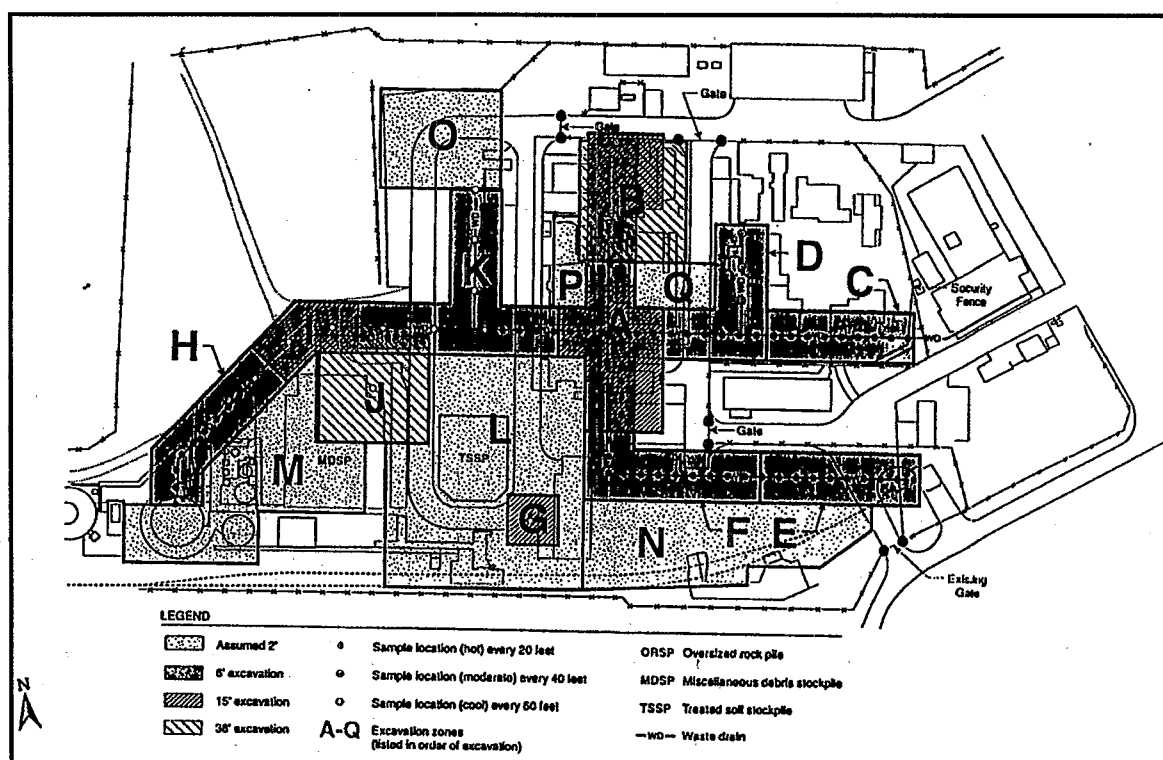 Gate
Gate
O
B
K
P
Q
D
C
A
Security
Fence
WD
H
J
L
Gate
M
MDSP
TSSP
G
N
F
E
Existing
Gate
LEGEND
Assumed 2'
Sample location (hot) every 20 feet
ORSP Oversized rock pile
6' excavation
Sample location (moderate) every 40 feet
MDSP Miscellaneous debris stockpile
15' excavation
Sample location (cool) every 60 feet
TSSP Treated soil stockpile
38' excavation
A-Q Excavation zones
(listed in order of excavation)
WD Waste drain
N